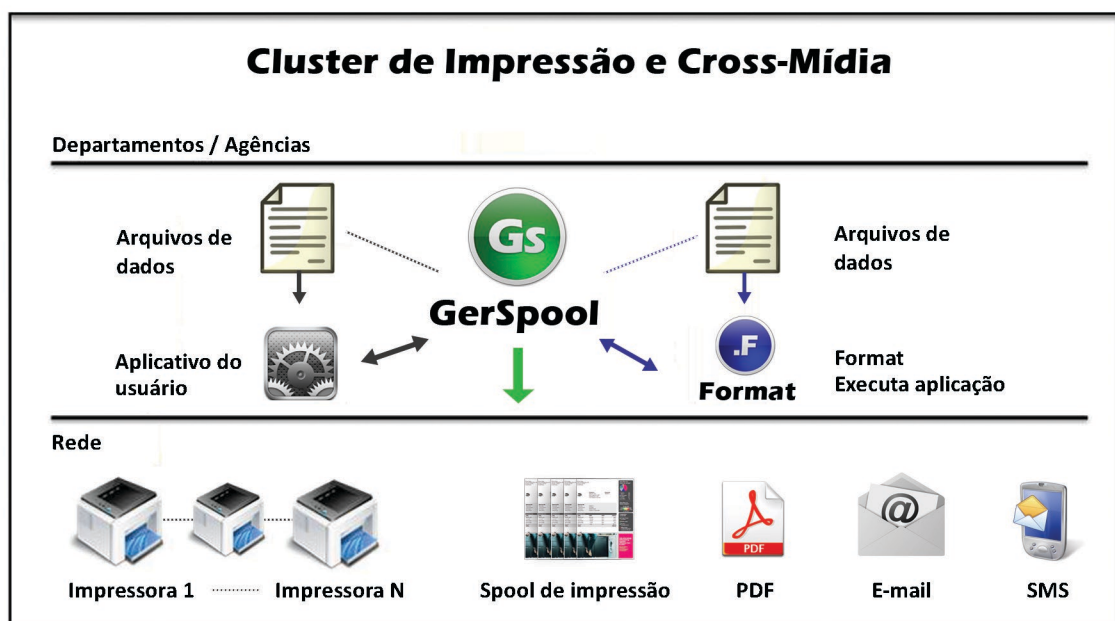 Cluster de Impressão e Cross-Mídia
Departamentos / Agências
Arquivos de
dados
Gs
GerSpool
Arquivos de
dados
Aplicativo do
usuário
.F
Format
Format
Executa aplicação
Rede
Impressora 1
Impressora N
Spool de impressão
PDF
PDF
@
E-mail
SMS